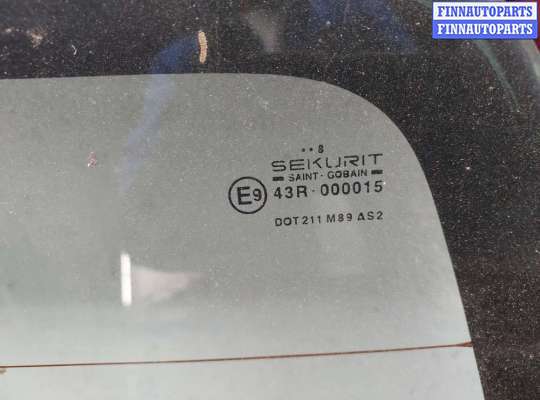 FINNAUTOPARTS
FINNAUTOPARTS
•• 8
SEKURIT
SAINT - GOBAIN
E9 43R - 000015
DOT 211 M89 AS2